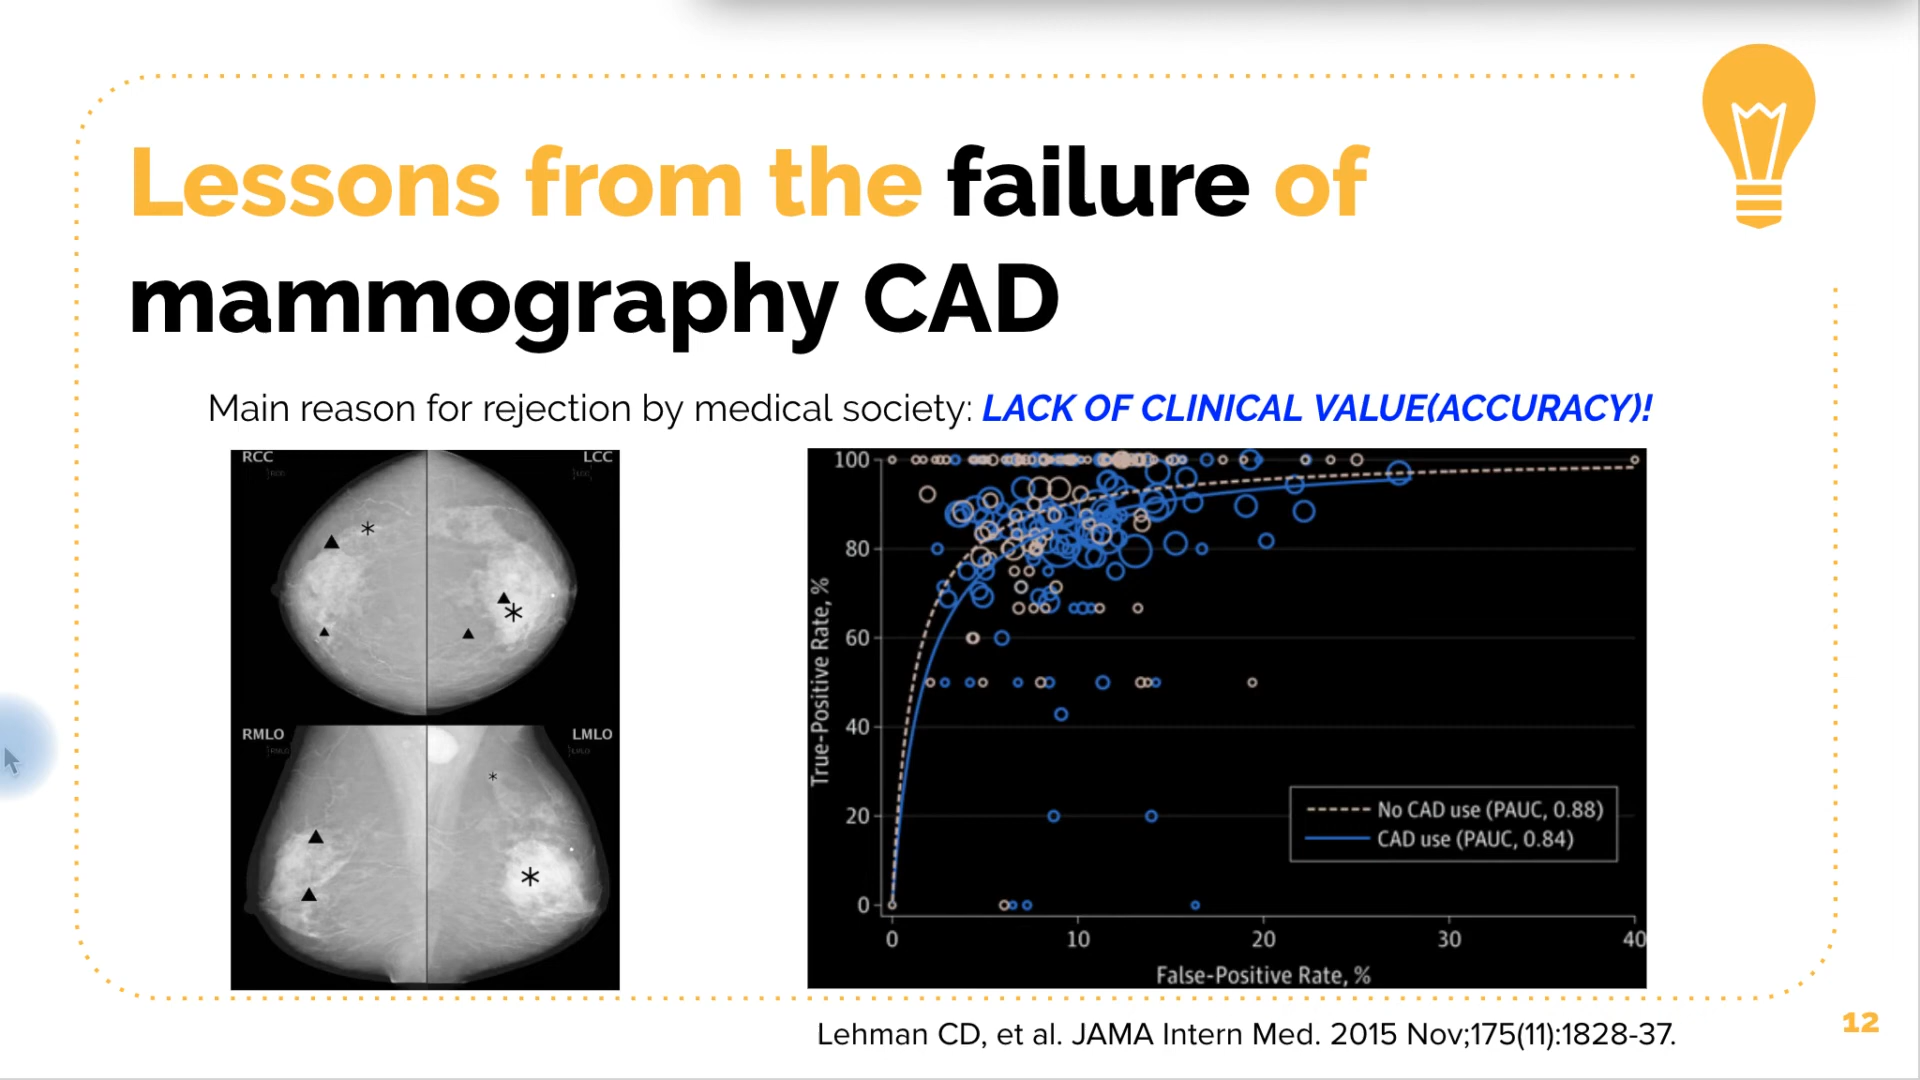 Lessons from the failure of
mammography CAD
Main reason for rejection by medical society: LACK OF CLINICAL VALUE(ACCURACY)!
RCC
LCC
RMLO
LMLO
True-Positive Rate, %
100
80
60
40
20
0
No CAD use (PAUC, 0.88)
CAD use (PAUC, 0.84)
0 10 20 30 40
False-Positive Rate, %
Lehman CD, et al. JAMA Intern Med. 2015 Nov;175(11):1828-37.
12